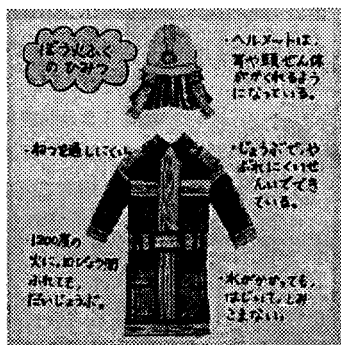 ぼう火ふく
の ひみつ
・ヘルメートは、
耳や頭ぜん体
がかくれるよう
になっている。
・ねつを通しにくい
・じょうぶで、や
ぶれにくいせ
んいででき
ている。
1200度の
火に、10びょう間
ふれても、
だいじょうぶ。
・水がかかっても、
はじいて、しみ
こまない。